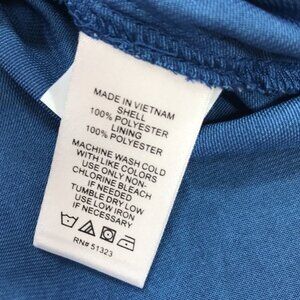 MADE IN VIETNAM
SHELL
100% POLYESTER
LINING
100% POLYESTER
MACHINE WASH COLD
WITH LIKE COLORS
USE ONLY NON-
CHLORINE BLEACH
IF NEEDED
TUMBLE DRY LOW
USE LOW IRON
IF NECESSARY
RN# 51323